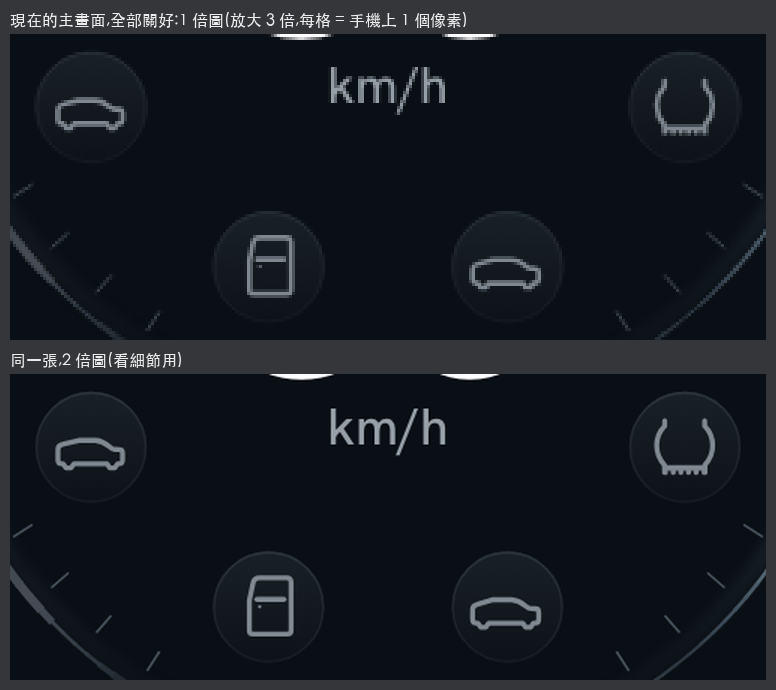 現在的主畫面,全部關好:1 倍圖(放大 3 倍,每格 = 手機上 1 個像素)
km/h
同一張,2 倍圖(看細節用)
km/h